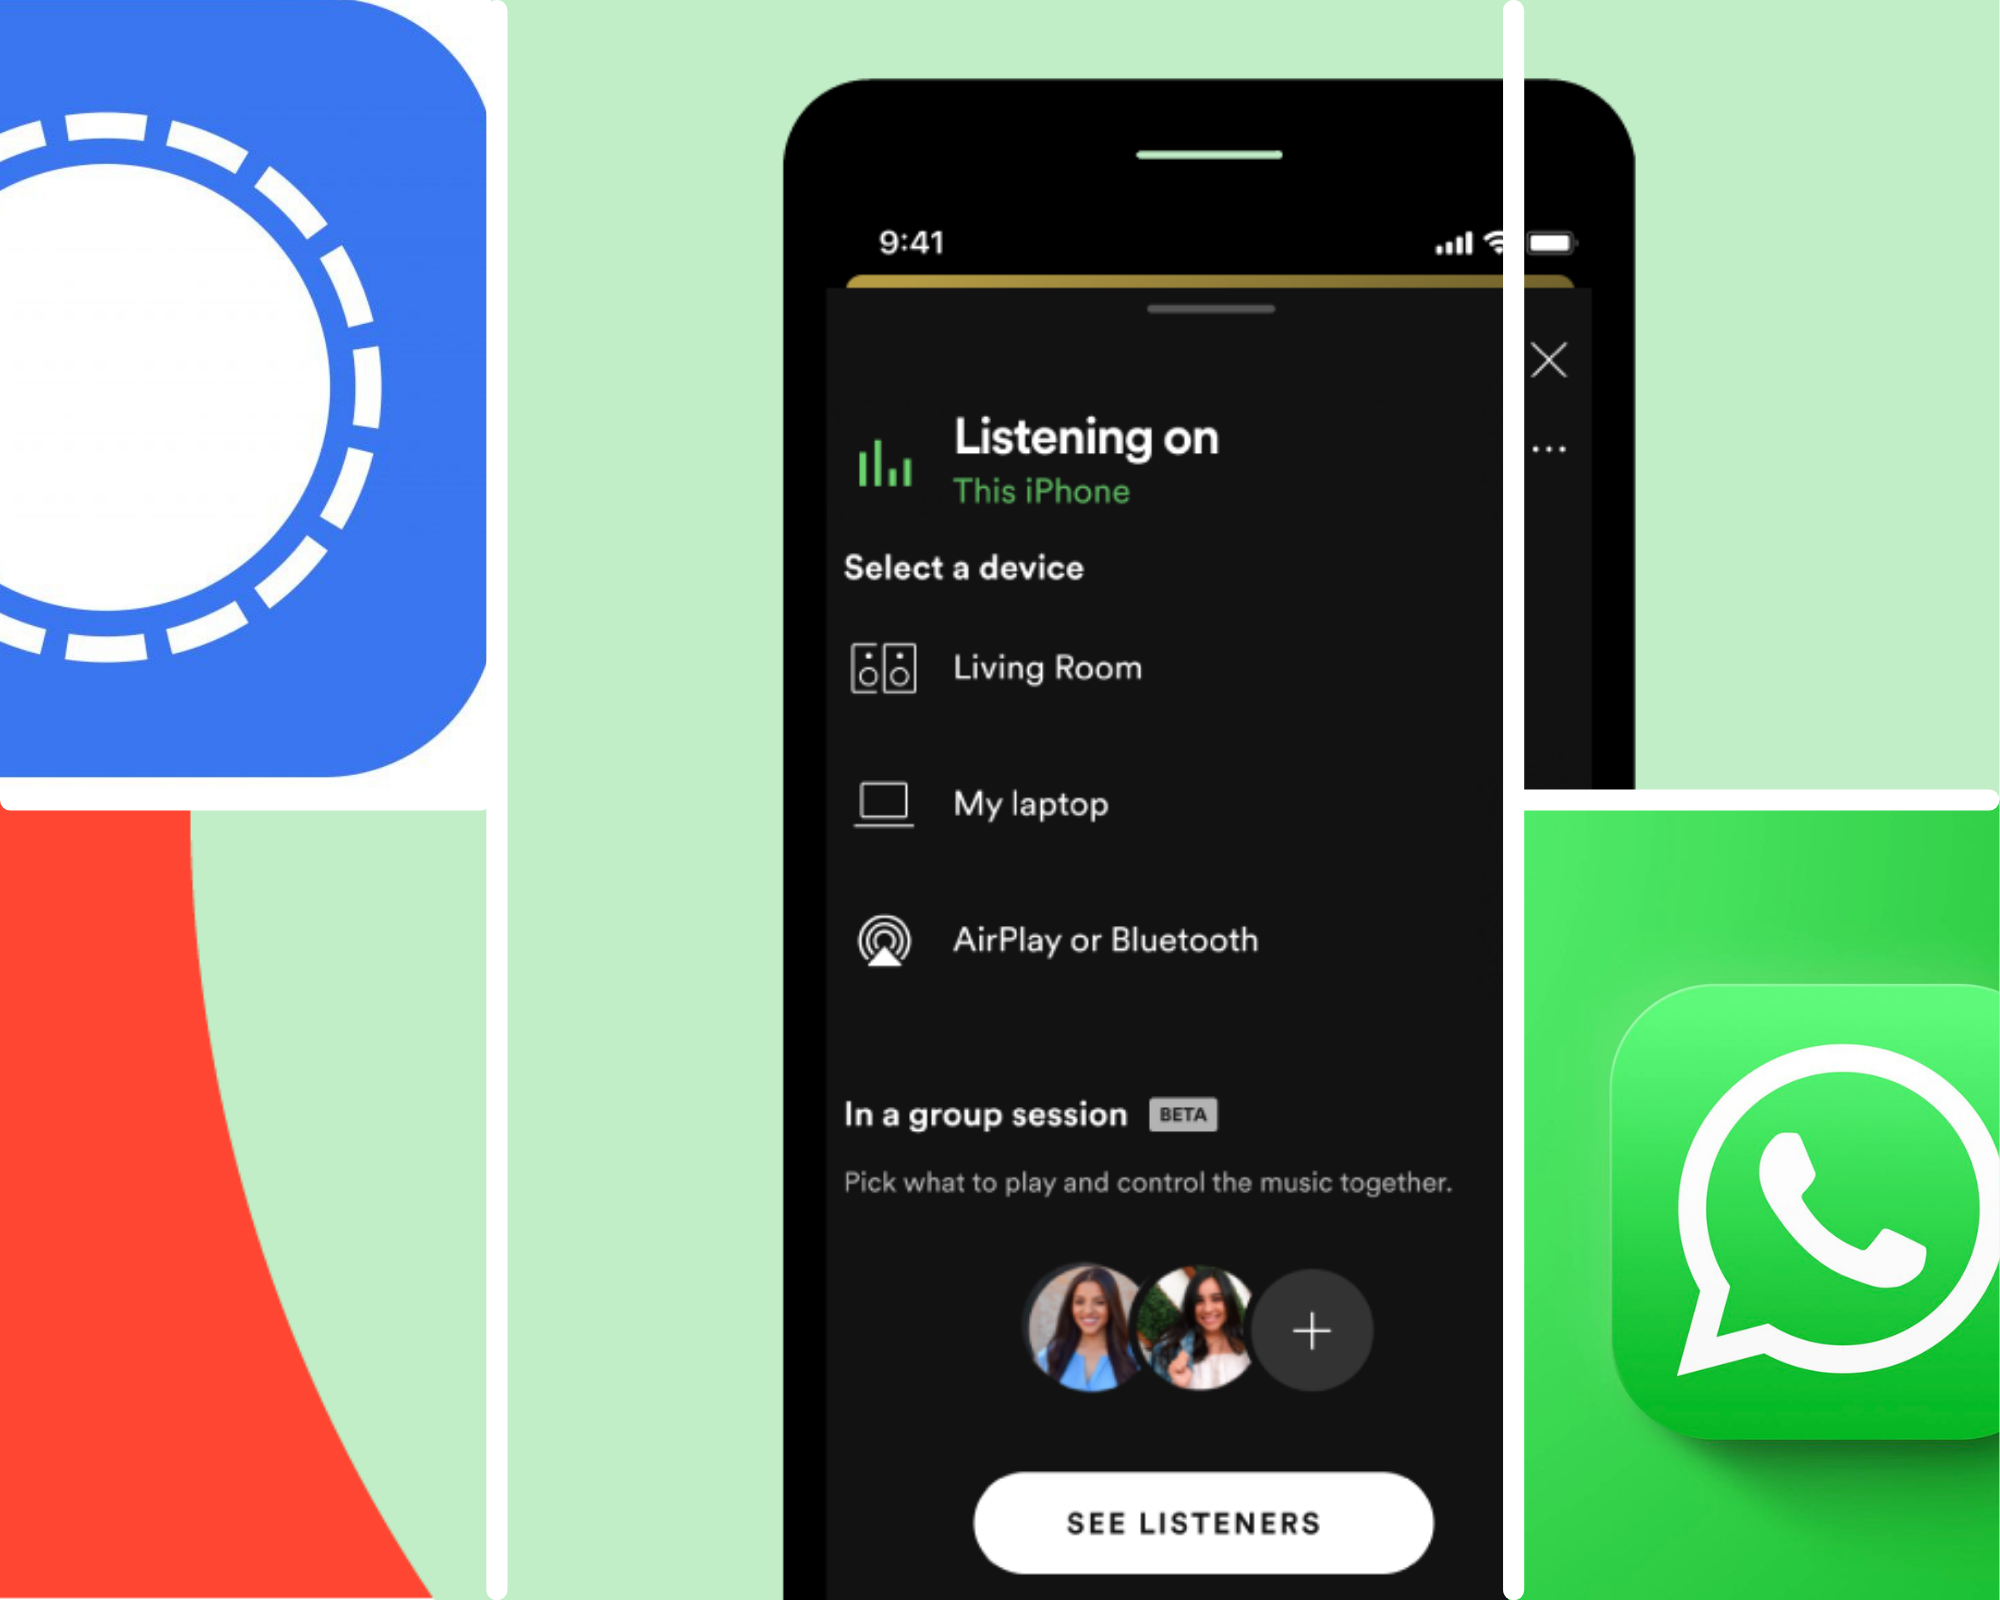 9:41
Listening on
This iPhone
Select a device
Living Room
My laptop
AirPlay or Bluetooth
In a group session BETA
Pick what to play and control the music together.
SEE LISTENERS